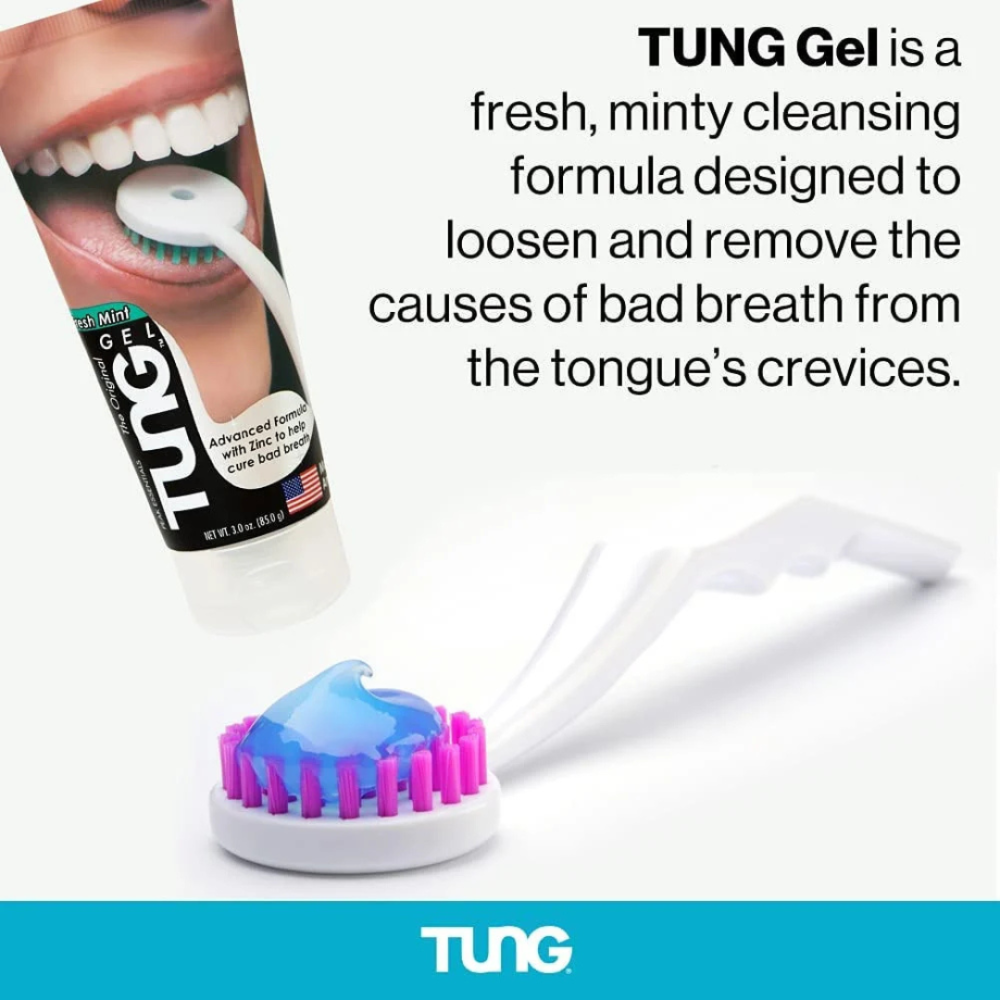 TUNG Gel is a
fresh, minty cleansing
formula designed to
loosen and remove the
causes of bad breath from
the tongue’s crevices.
Mint
GEL
TUNG
The Original
PEAK ESSENTIALS
Advanced Formula
with Zinc to help
cure bad breath
NET WT. 3.0 oz. (85.0 g)
TUNG